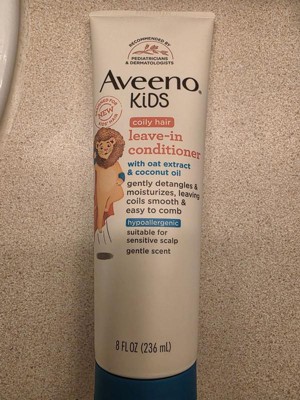 RECOMMENDED BY
PEDIATRICIANS
& DERMATOLOGISTS
Aveeno®
KiDS
NEW
coily hair
leave-in
conditioner
with oat extract
& coconut oil
gently detangles &
moisturizes, leaving
coils smooth &
easy to comb
hypoallergenic
suitable for
sensitive scalp
gentle scent
8 FL OZ (236 mL)